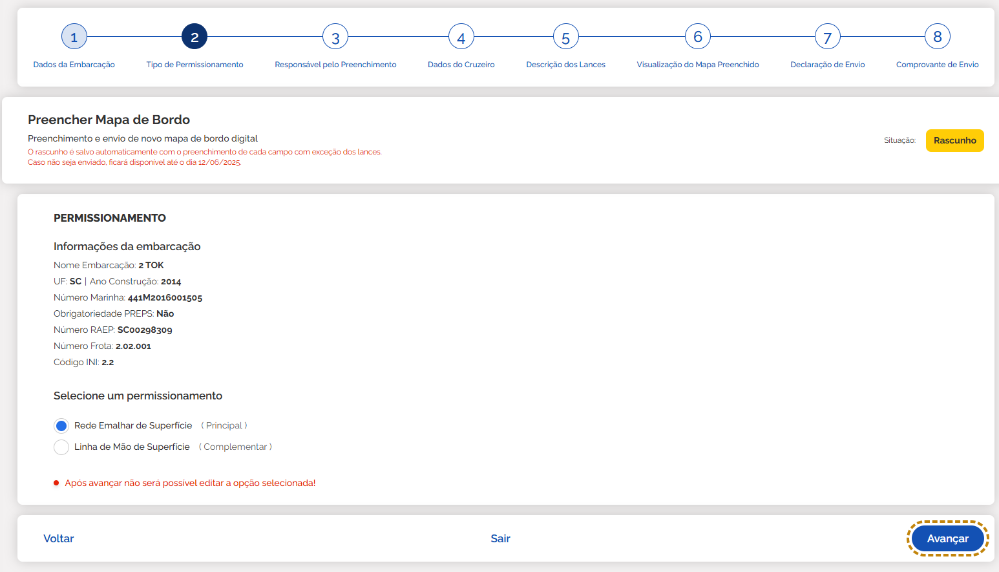 1
2
3
4
5
6
7
8
Dados da Embarcação
Tipo de Permissionamento
Responsável pelo Preenchimento
Dados do Cruzeiro
Descrição dos Lances
Visualização do Mapa Preenchido
Declaração de Envio
Comprovante de Envio
Preencher Mapa de Bordo
Preenchimento e envio de novo mapa de bordo digital
O rascunho é salvo automaticamente com o preenchimento de cada campo com exceção dos lances.
Caso não seja enviado, ficará disponível até o dia 12/06/2025.
Situação:
Rascunho
PERMISSIONAMENTO
Informações da embarcação
Nome Embarcação: 2 TOK
UF: SC | Ano Construção: 2014
Número Marinha: 441M2016001505
Obrigatoriedade PREPS: Não
Número RAEP: SC00298309
Número Frota: 2.02.001
Código INI: 2.2
Selecione um permissionamento
Rede Emalhar de Superfície ( Principal )
Linha de Mão de Superfície ( Complementar )
Após avançar não será possível editar a opção selecionada!
Voltar
Sair
Avançar